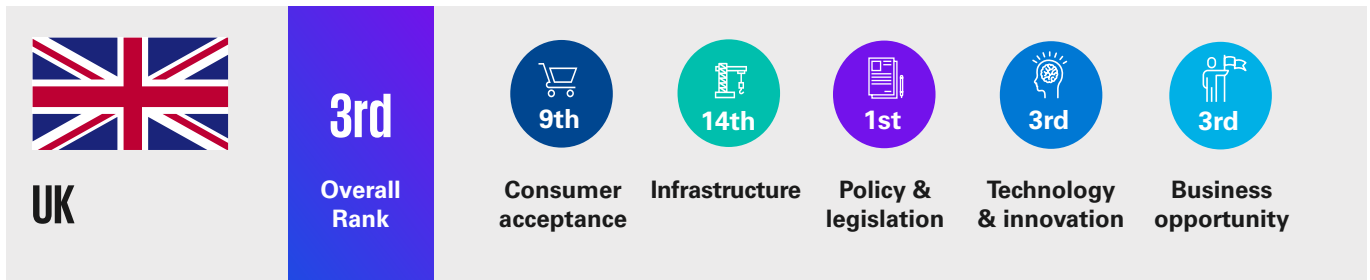 UK
3rd
Overall
Rank
9th
Consumer
acceptance
14th
Infrastructure
1st
Policy &
legislation
3rd
Technology
& innovation
3rd
Business
opportunity